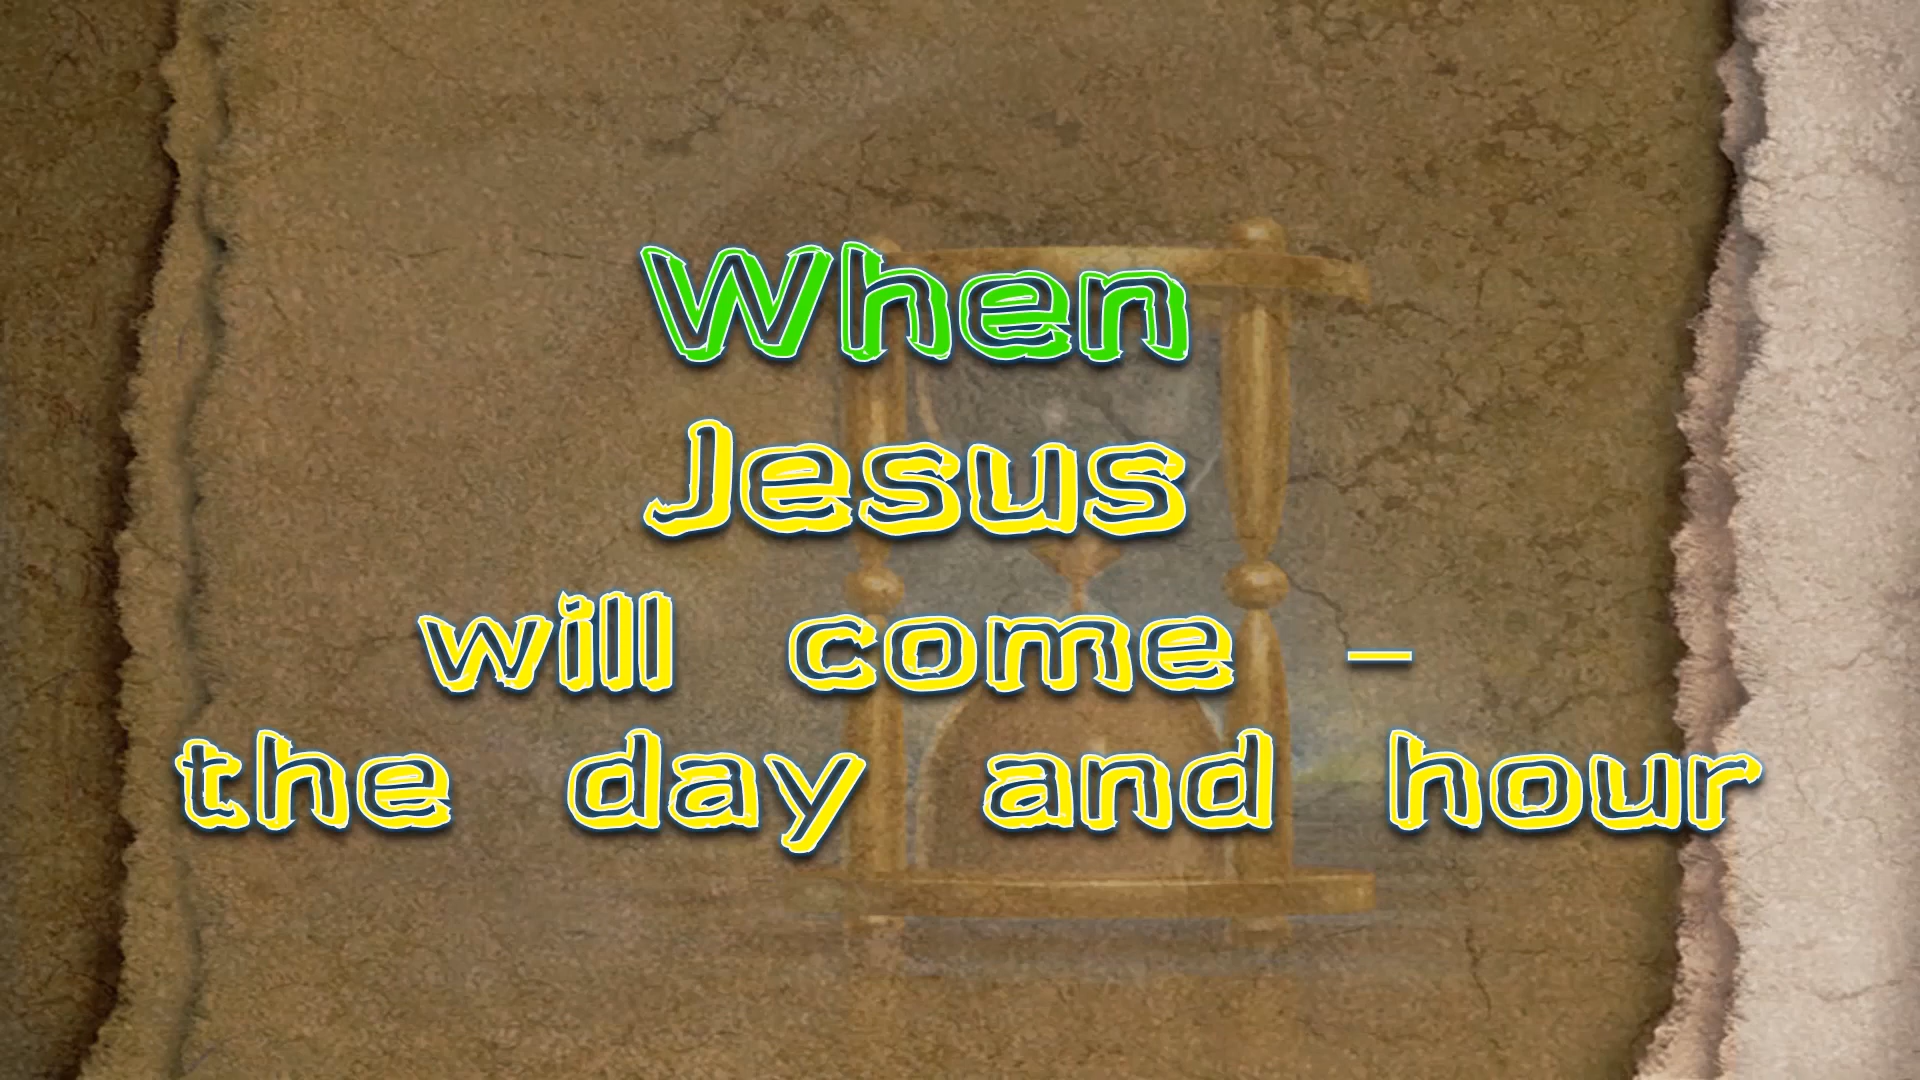 When
Jesus
will come –
the day and hour